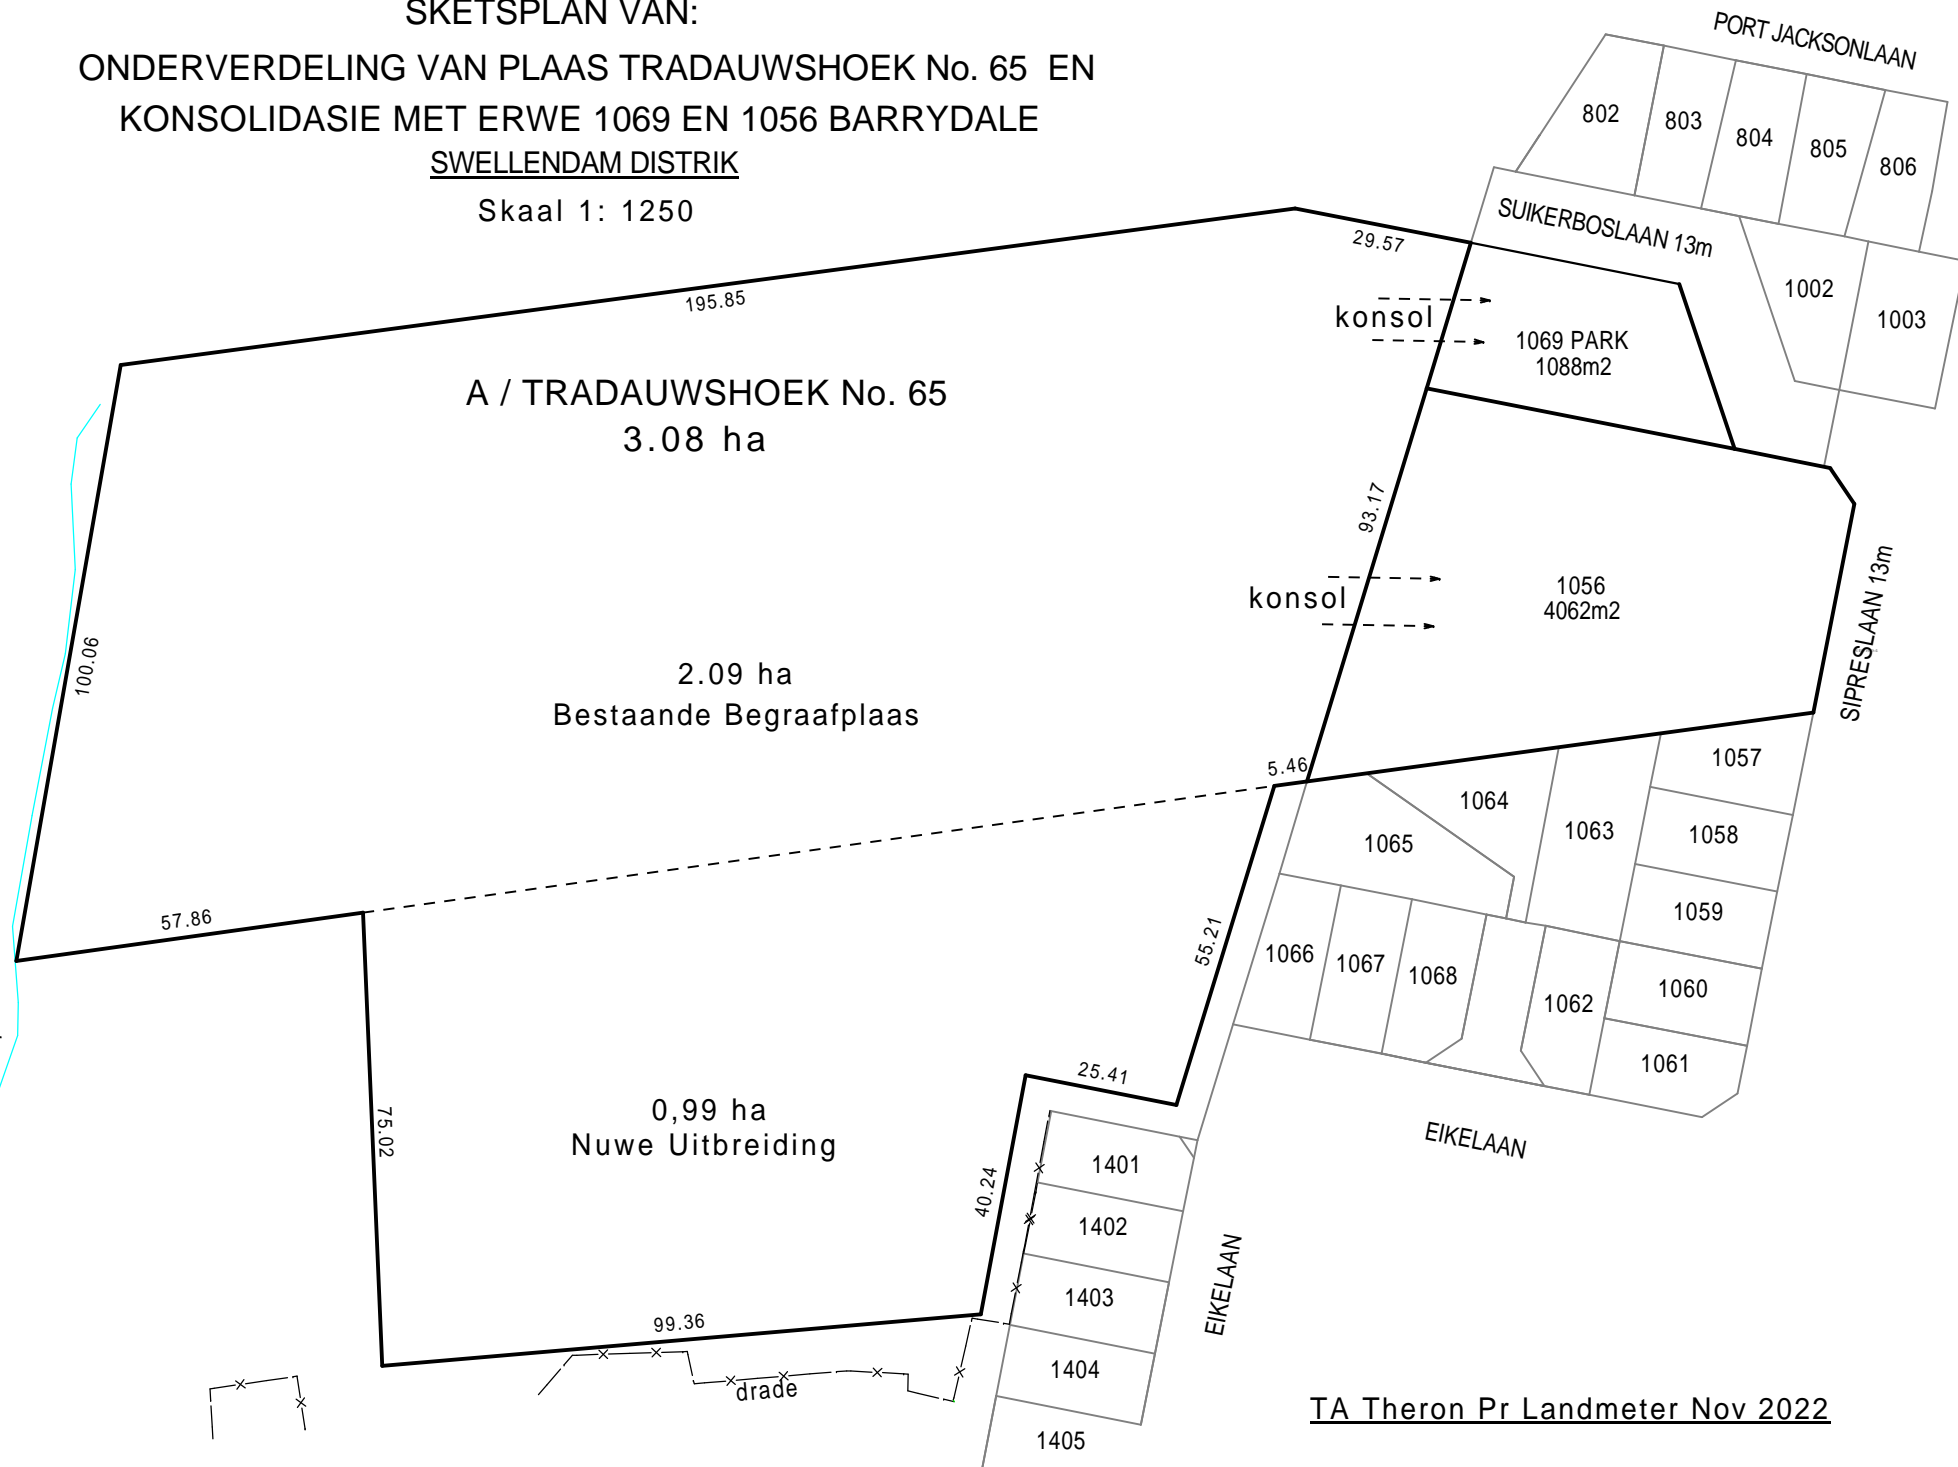 SKETSPLAN VAN:
ONDERVERDELING VAN PLAAS TRADAUWSHOEK No. 65 EN
KONSOLIDASIE MET ERWE 1069 EN 1056 BARRYDALE
SWELLENDAM DISTRIK
Skaal 1: 1250
PORT JACKSONLAAN
802
803
804
805
806
SUIKERBOSLAAN 13m
1002
1003
29.57
195.85
konsol
1069 PARK
1088m2
A / TRADAUWSHOEK No. 65
3.08 ha
93.17
konsol
1056
4062m2
SIPRESLAAN 13m
100.06
2.09 ha
Bestaande Begraafplaas
5.46
57.86
1057
1064
1063
1058
1065
1059
55.21
1066
1067
1068
1062
1060
1061
25.41
75.02
0,99 ha
Nuwe Uitbreiding
EIKELAAN
40.24
1401
1402
1403
1404
1405
EIKELAAN
99.36
drade
TA Theron Pr Landmeter Nov 2022